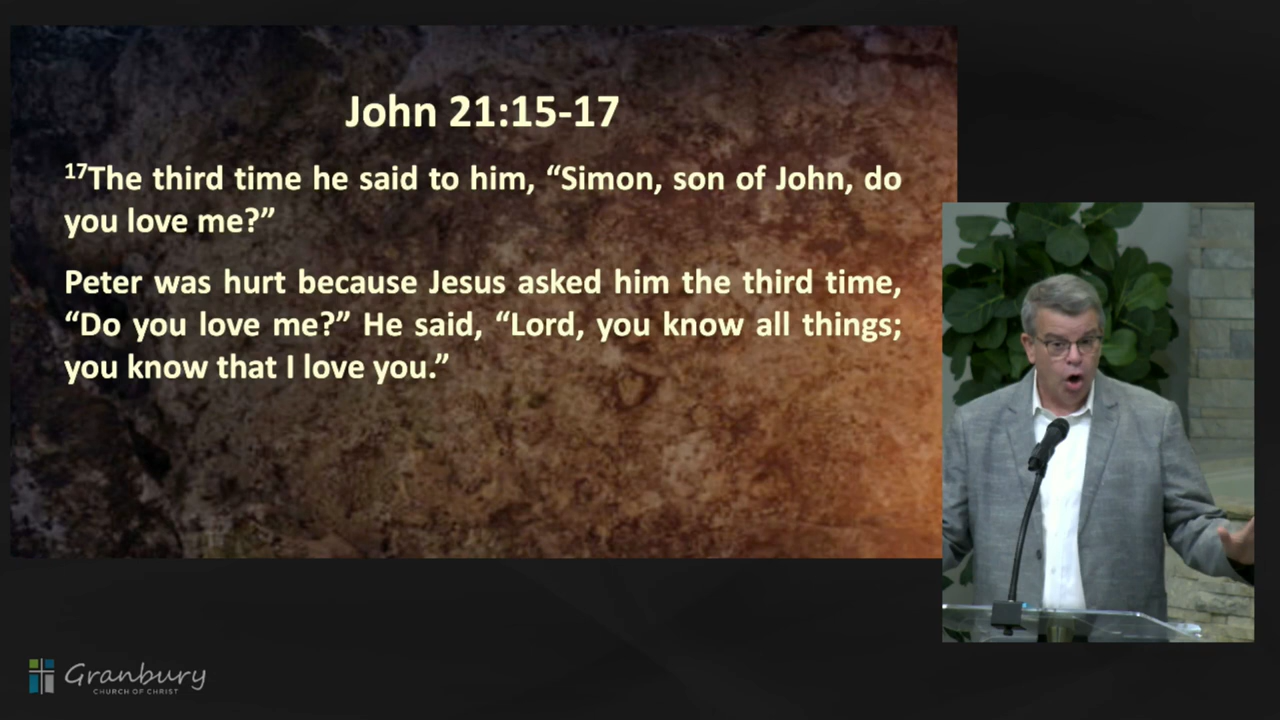 John 21:15-17
17The third time he said to him, “Simon, son of John, do
you love me?”
Peter was hurt because Jesus asked him the third time,
“Do you love me?” He said, “Lord, you know all things;
you know that I love you.”
Granbury
CHURCH OF CHRIST